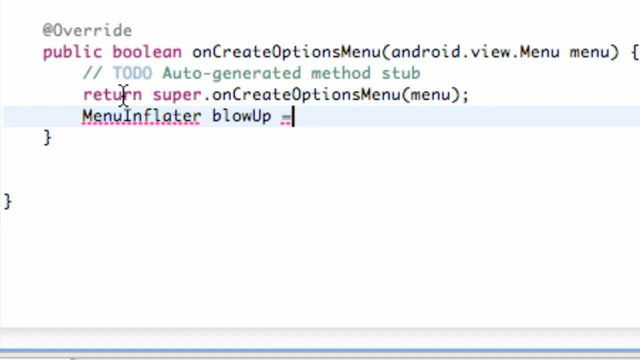 @Override
public boolean onCreateOptionsMenu(android.view.Menu menu) {
// TODO Auto-generated method stub
return super.onCreateOptionsMenu(menu);
MenuInflater blowUp =
}
}